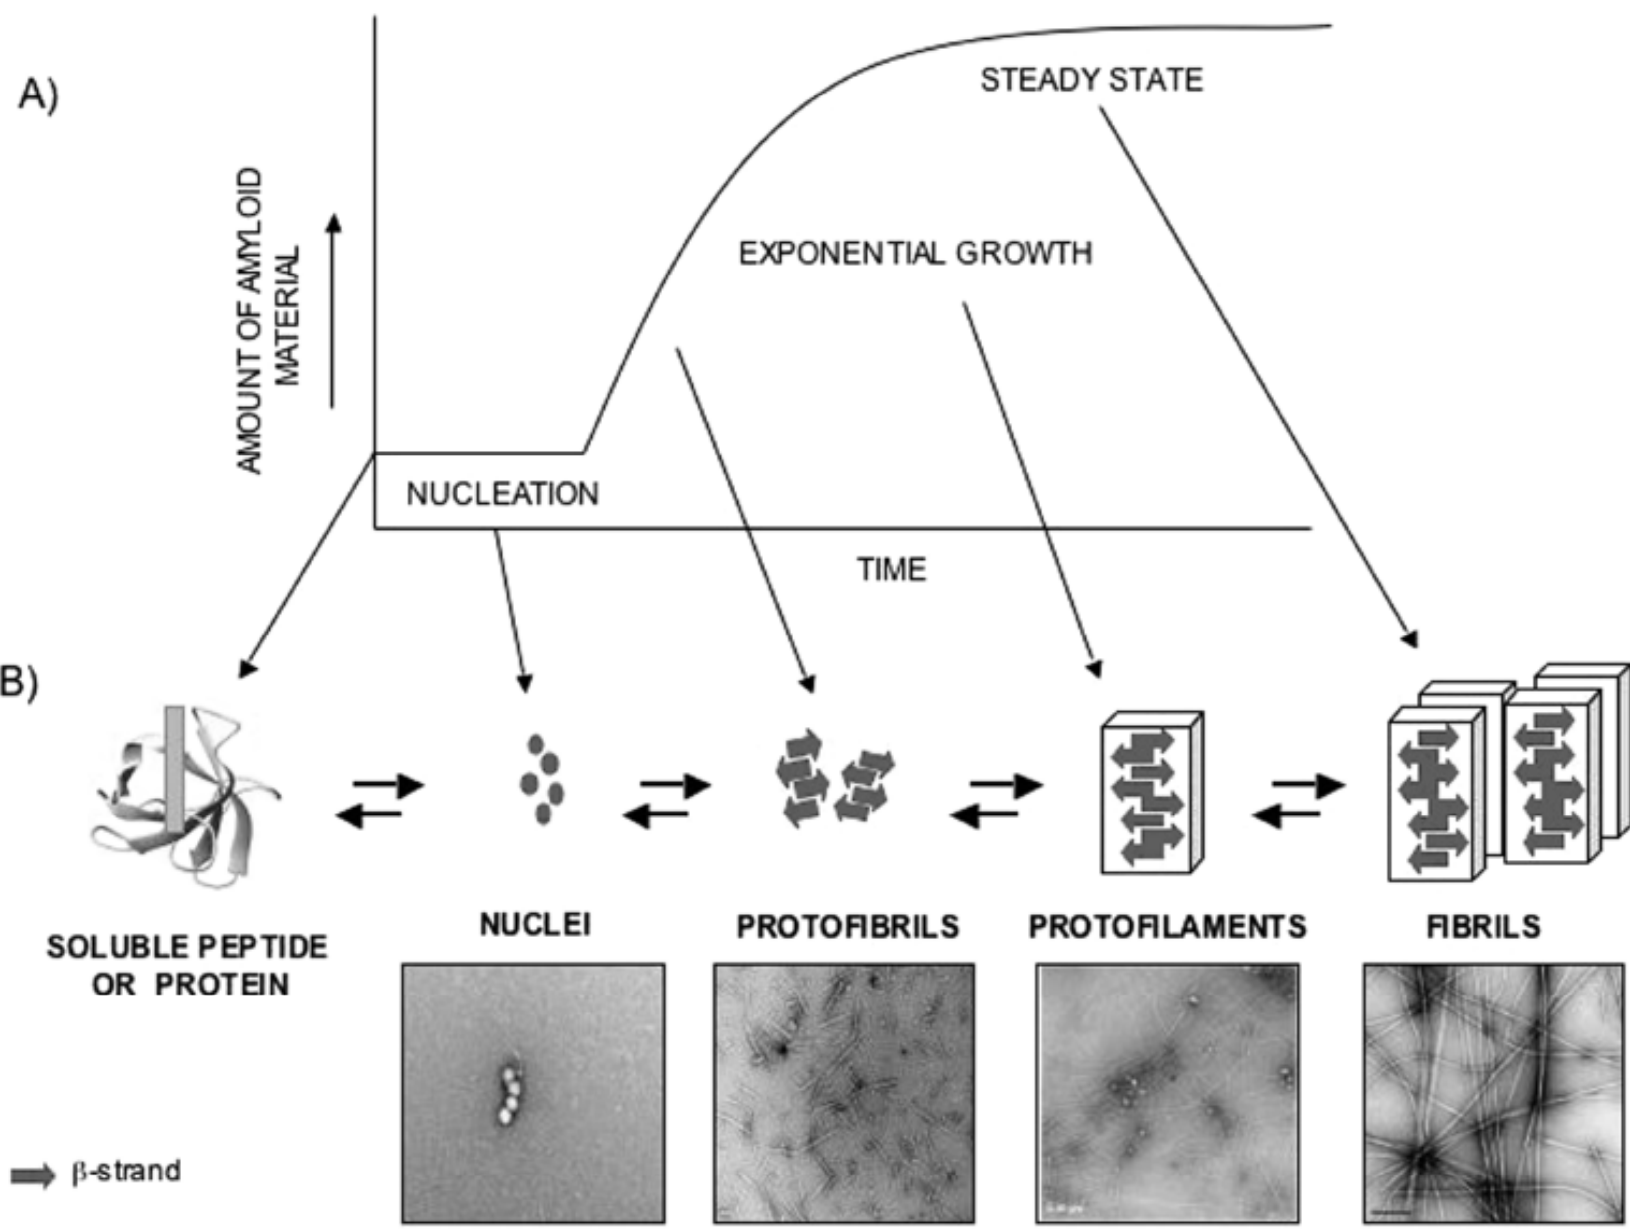 A)
STEADY STATE
AMOUNT OF AMYLOID
MATERIAL
EXPONENTIAL GROWTH
NUCLEATION
TIME
B)
SOLUBLE PEPTIDE
OR PROTEIN
NUCLEI
PROTOFIBRILS
PROTOFILAMENTS
FIBRILS
β-strand